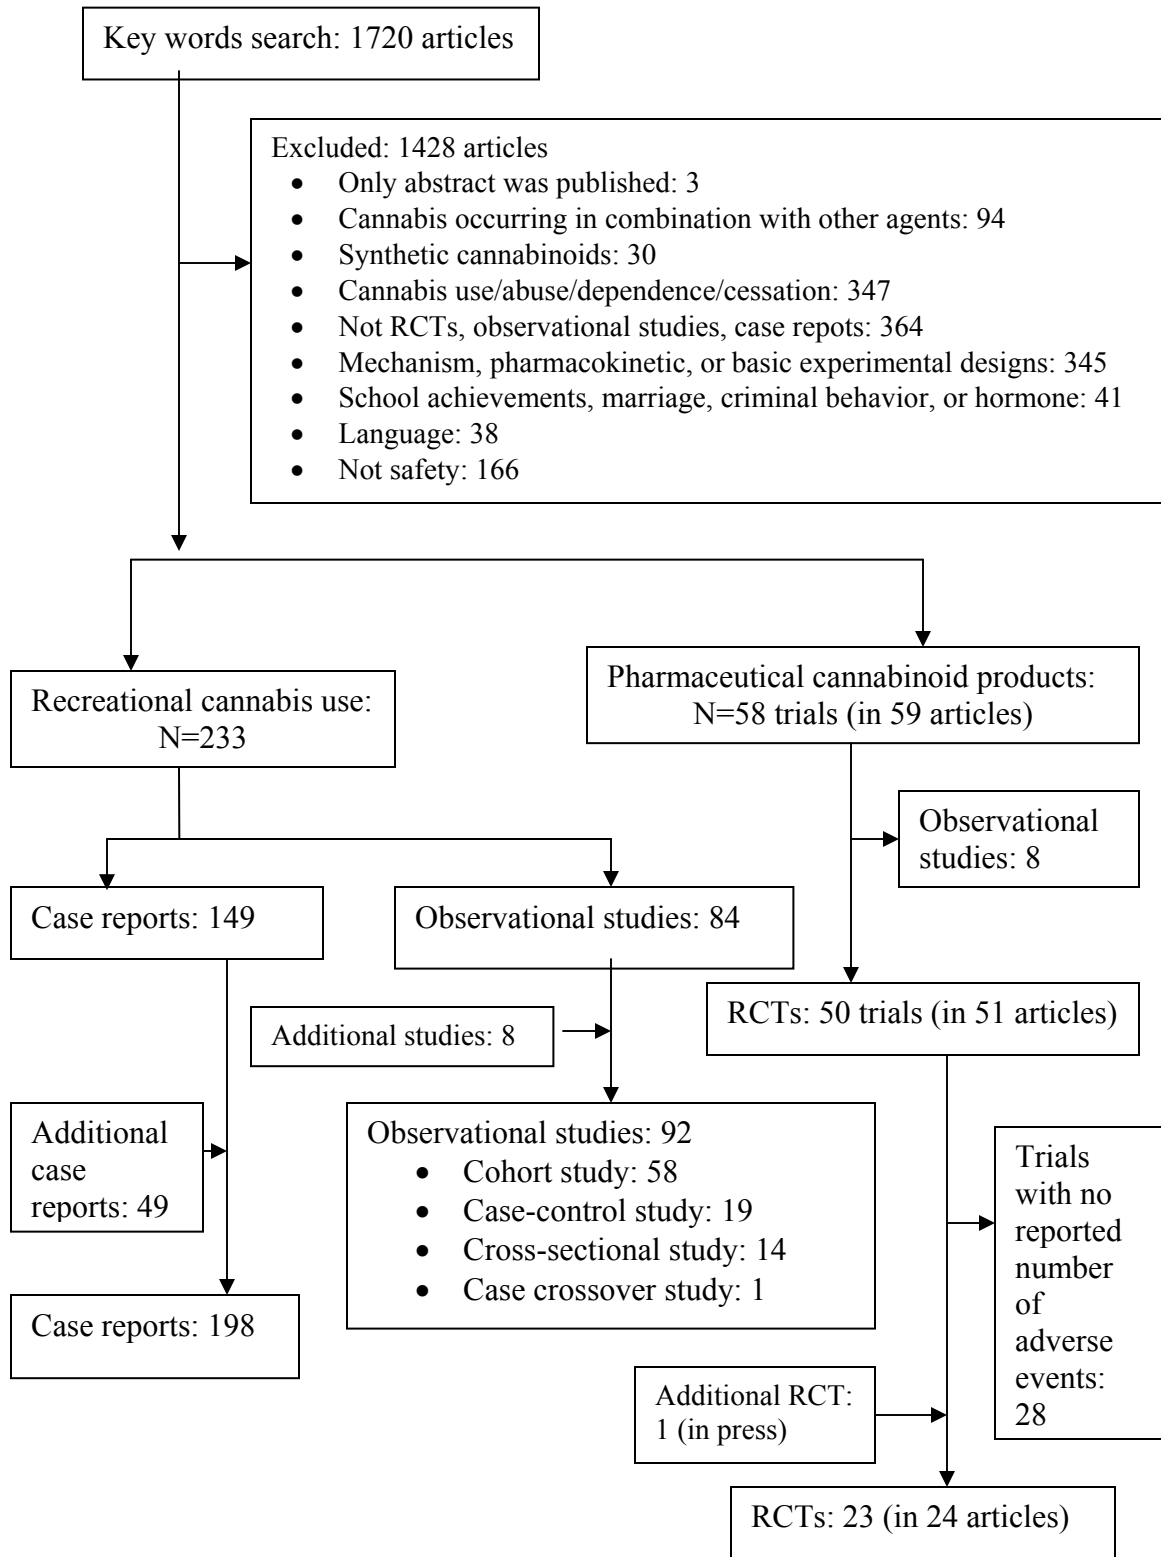 Key words search: 1720 articles
Excluded: 1428 articles
• Only abstract was published: 3
• Cannabis occurring in combination with other agents: 94
• Synthetic cannabinoids: 30
• Cannabis use/abuse/dependence/cessation: 347
• Not RCTs, observational studies, case repots: 364
• Mechanism, pharmacokinetic, or basic experimental designs: 345
• School achievements, marriage, criminal behavior, or hormone: 41
• Language: 38
• Not safety: 166
Recreational cannabis use:
N=233
Pharmaceutical cannabinoid products:
N=58 trials (in 59 articles)
Observational
studies: 8
Case reports: 149
Observational studies: 84
RCTs: 50 trials (in 51 articles)
Additional studies: 8
Additional
case
reports: 49
Observational studies: 92
• Cohort study: 58
• Case-control study: 19
• Cross-sectional study: 14
• Case crossover study: 1
Trials
with no
reported
number
of
adverse
events:
28
Case reports: 198
Additional RCT:
1 (in press)
RCTs: 23 (in 24 articles)